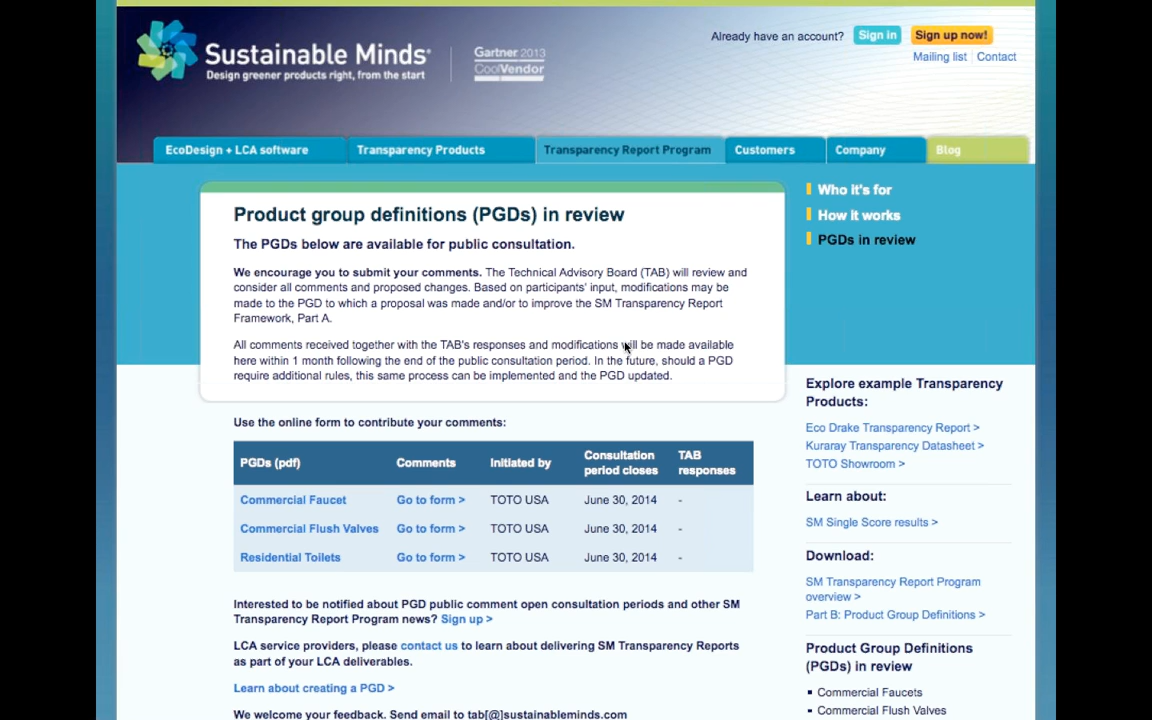 Sustainable Minds®
Design greener products right, from the start
Gartner 2013
CoolVendor
Already have an account? Sign in Sign up now!
Mailing list Contact
EcoDesign + LCA software Transparency Products Transparency Report Program Customers Company Blog
Product group definitions (PGDs) in review
The PGDs below are available for public consultation.
We encourage you to submit your comments. The Technical Advisory Board (TAB) will review and
consider all comments and proposed changes. Based on participants' input, modifications may be
made to the PGD to which a proposal was made and/or to improve the SM Transparency Report
Framework, Part A.
All comments received together with the TAB's responses and modifications will be made available
here within 1 month following the end of the public consultation period. In the future, should a PGD
require additional rules, this same process can be implemented and the PGD updated.
Who it's for
How it works
PGDs in review
Use the online form to contribute your comments:
PGDs (pdf) Comments Initiated by Consultation period closes TAB responses
Commercial Faucet Go to form > TOTO USA June 30, 2014 -
Commercial Flush Valves Go to form > TOTO USA June 30, 2014 -
Residential Toilets Go to form > TOTO USA June 30, 2014 -
Interested to be notified about PGD public comment open consultation periods and other SM
Transparency Report Program news? Sign up >
LCA service providers, please contact us to learn about delivering SM Transparency Reports
as part of your LCA deliverables.
Learn about creating a PGD >
We welcome your feedback. Send email to tab[@]sustainableminds.com
Explore example Transparency
Products:
Eco Drake Transparency Report >
Kuraray Transparency Datasheet >
TOTO Showroom >
Learn about:
SM Single Score results >
Download:
SM Transparency Report Program
overview >
Part B: Product Group Definitions >
Product Group Definitions
(PGDs) in review
▪ Commercial Faucets
▪ Commercial Flush Valves